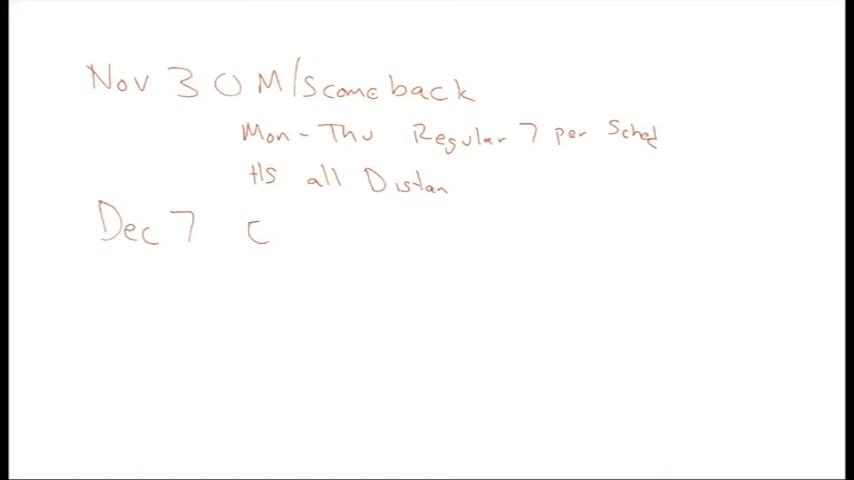 Nov 30 M/S come back
Mon - Thu Regular 7 per Sched
HS all Distan
Dec 7 C